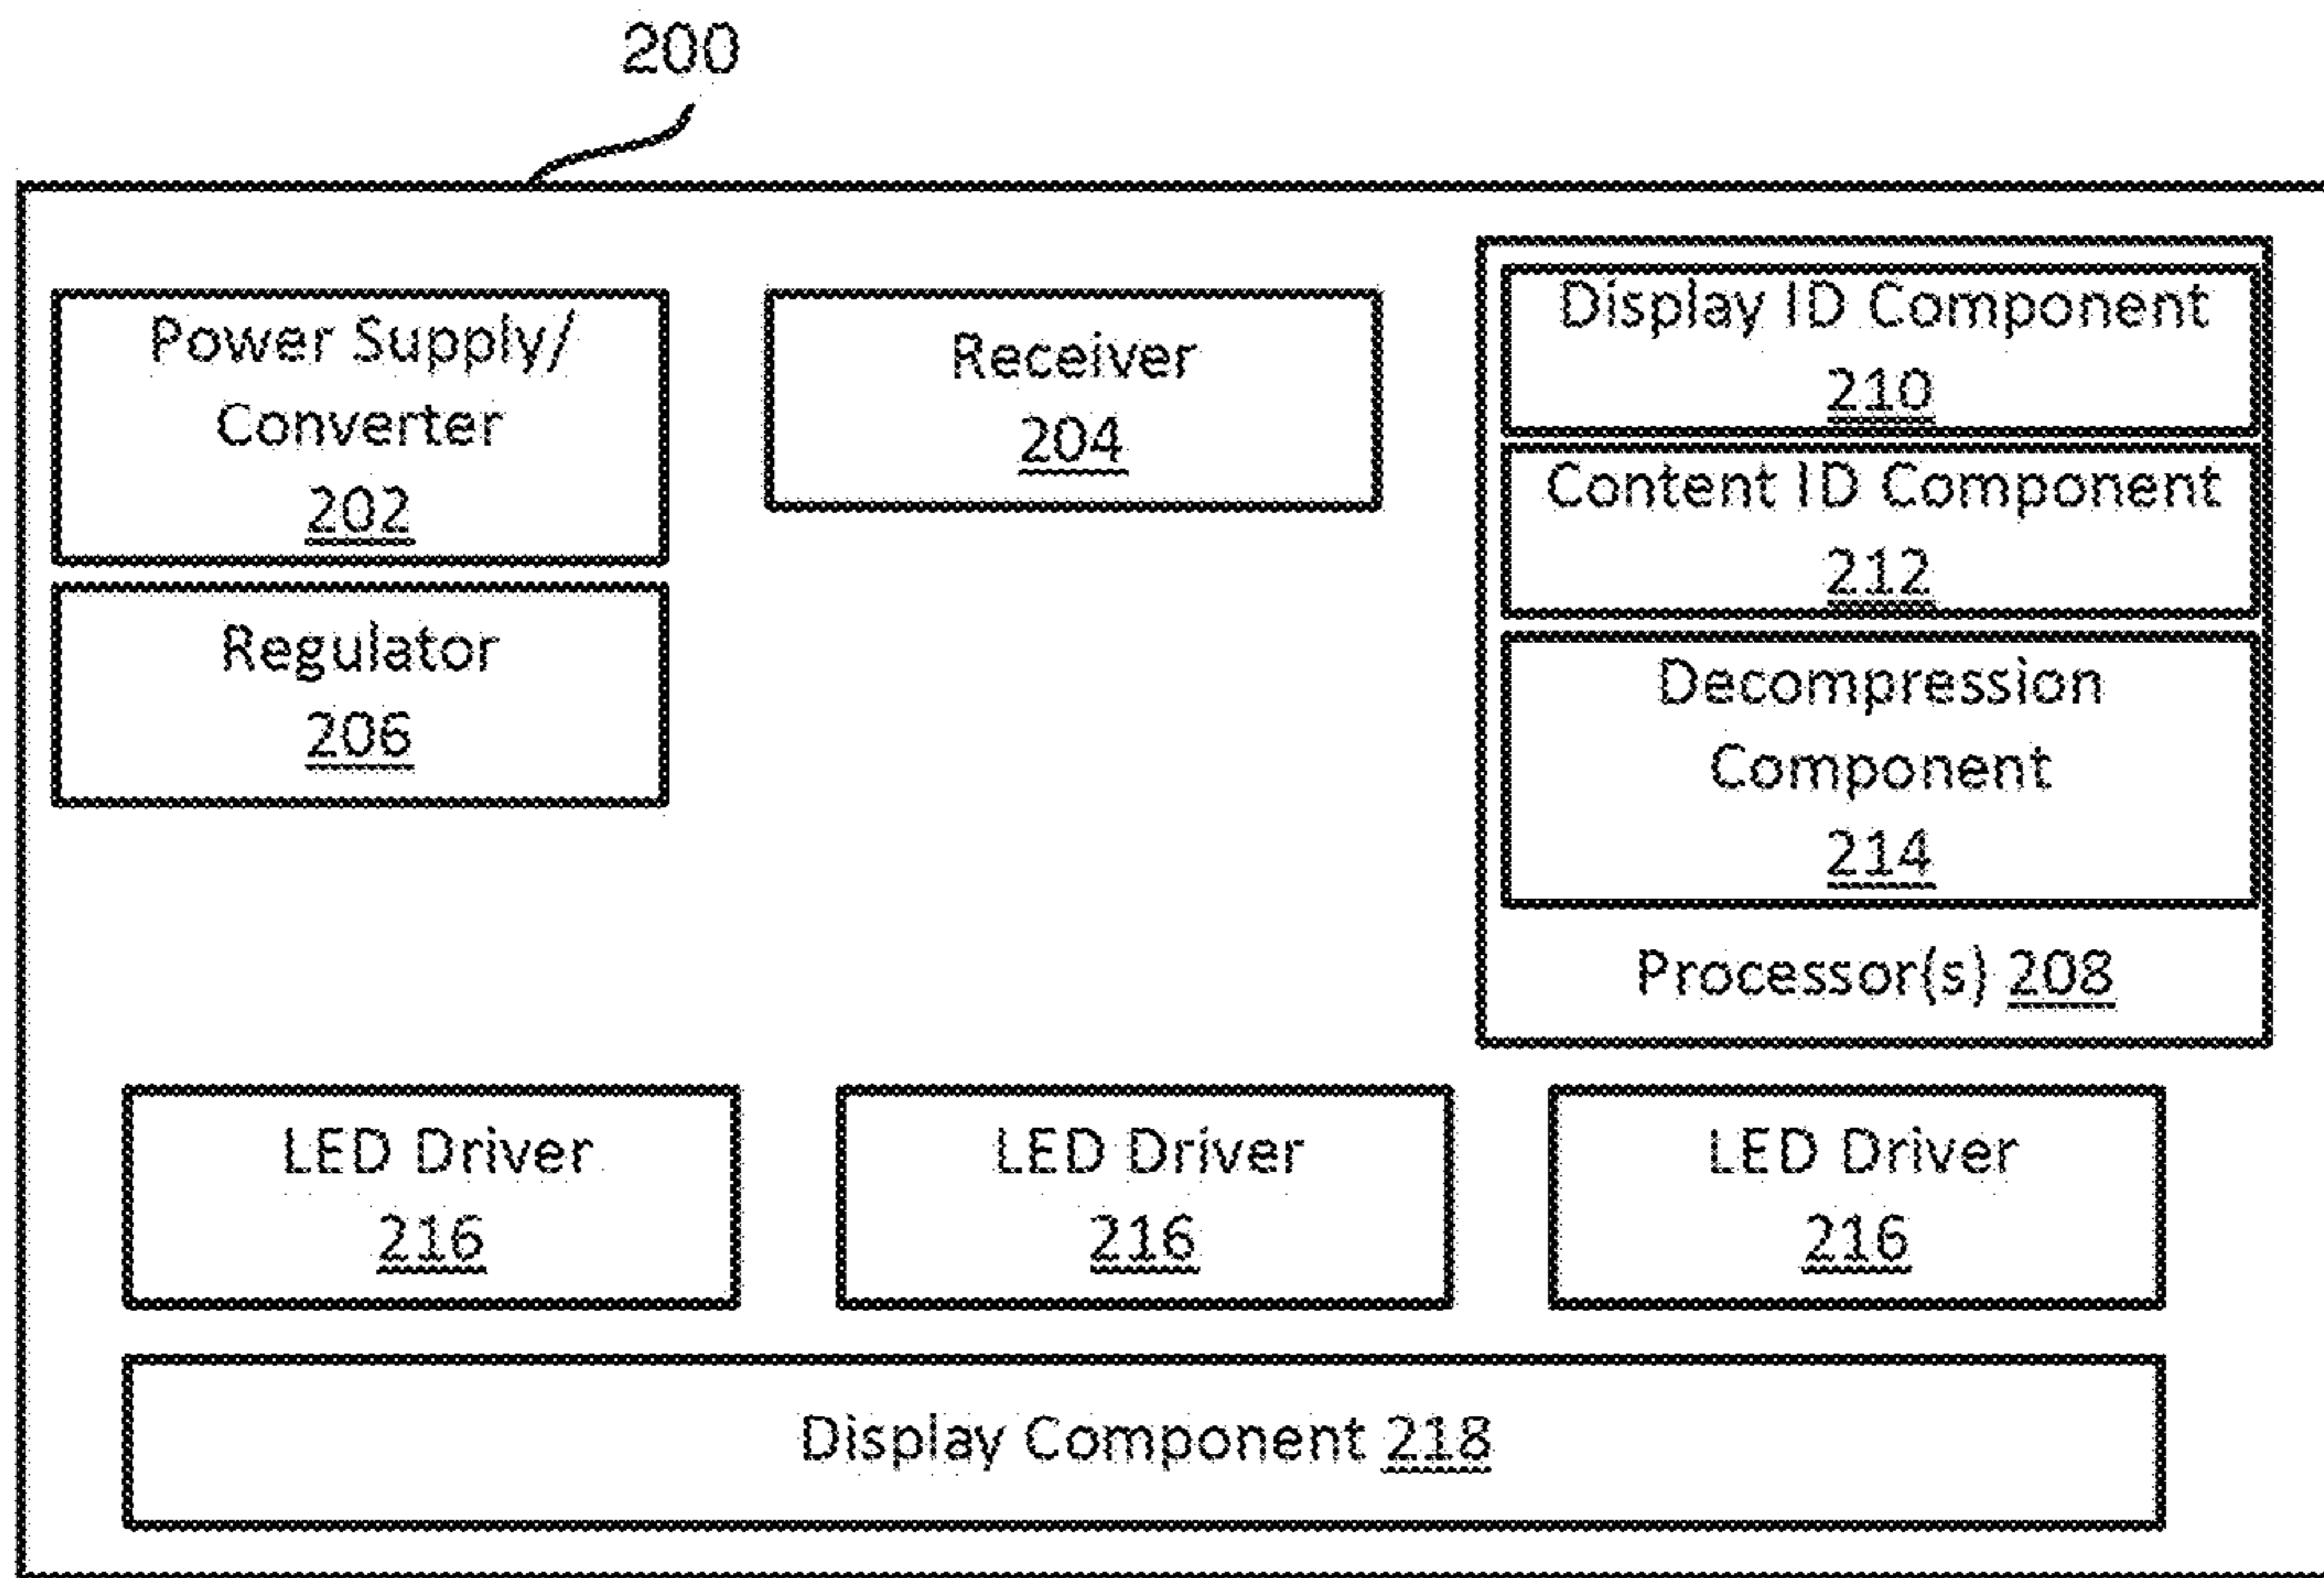 200
Power Supply/
Converter
202
Receiver
204
Regulator
206
Display ID Component
210
Content ID Component
212
Decompression
Component
214
Processor(s) 208
LED Driver
216
LED Driver
216
LED Driver
216
Display Component 218